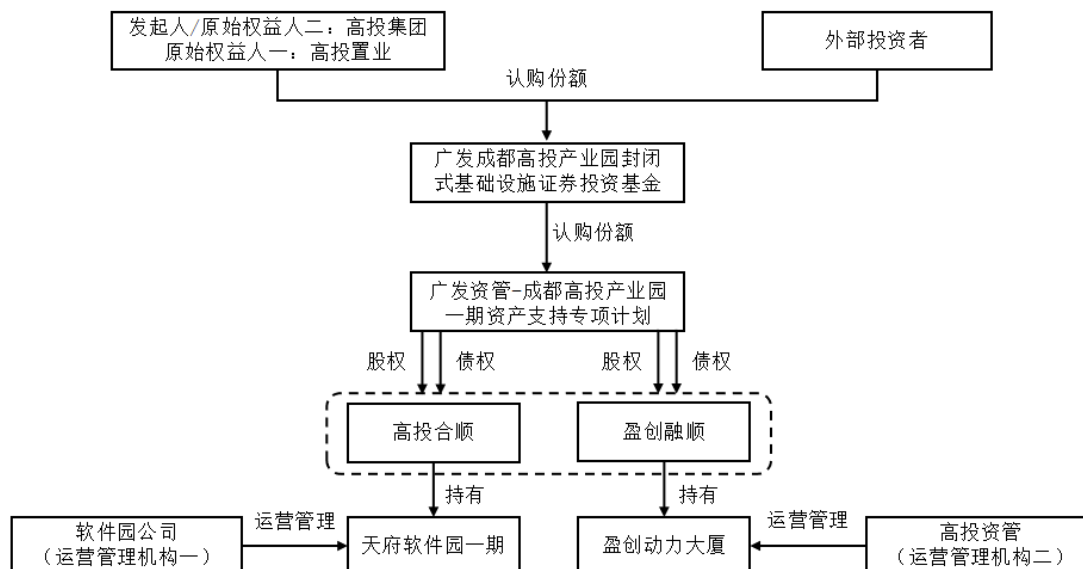 发起人/原始权益人二：高投集团
原始权益人一：高投置业
外部投资者
认购份额
广发成都高投产业园封闭
式基础设施证券投资基金
认购份额
广发资管-成都高投产业园
一期资产支持专项计划
股权
债权
股权
债权
高投合顺
盈创融顺
持有
持有
软件园公司
（运营管理机构一）
运营管理
天府软件园一期
盈创动力大厦
运营管理
高投资管
（运营管理机构二）